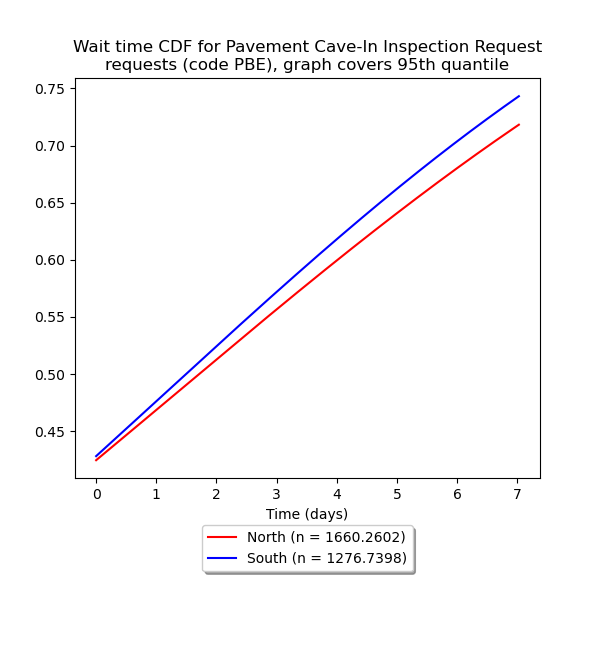 Wait time CDF for Pavement Cave-In Inspection Request
requests (code PBE), graph covers 95th quantile
0.75
0.70
0.65
0.60
0.55
0.50
0.45
0 1 2 3 4 5 6 7
Time (days)
North (n = 1660.2602)
South (n = 1276.7398)